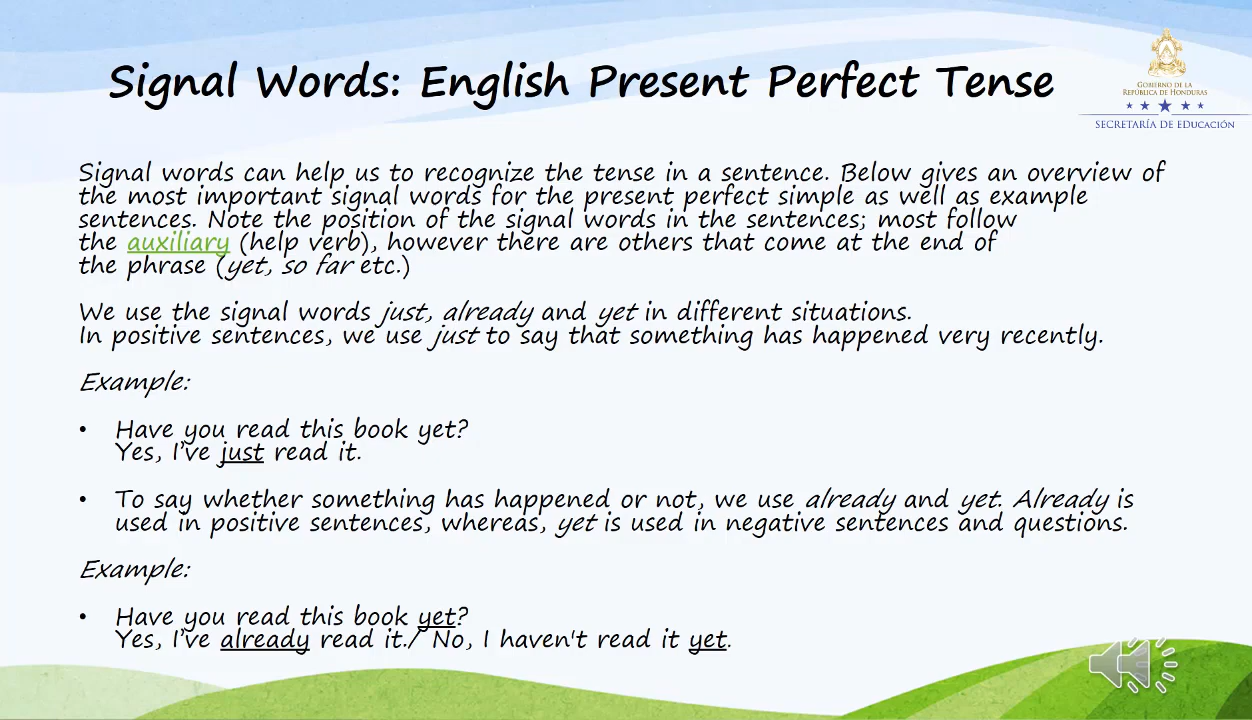 Signal Words: English Present Perfect Tense
GOBIERNO DE LA
REPÚBLICA DE HONDURAS
SECRETARÍA DE EDUCACIÓN
Signal words can help us to recognize the tense in a sentence. Below gives an overview of
the most important signal words for the present perfect simple as well as example
sentences. Note the position of the signal words in the sentences; most follow
the auxiliary (help verb), however there are others that come at the end of
the phrase (yet, so far etc.)
We use the signal words just, already and yet in different situations.
In positive sentences, we use just to say that something has happened very recently.
Example:
• Have you read this book yet?
Yes, I've just read it.
• To say whether something has happened or not, we use already and yet. Already is
used in positive sentences, whereas, yet is used in negative sentences and questions.
Example:
• Have you read this book yet?
Yes, I've already read it./ No, I haven't read it yet.